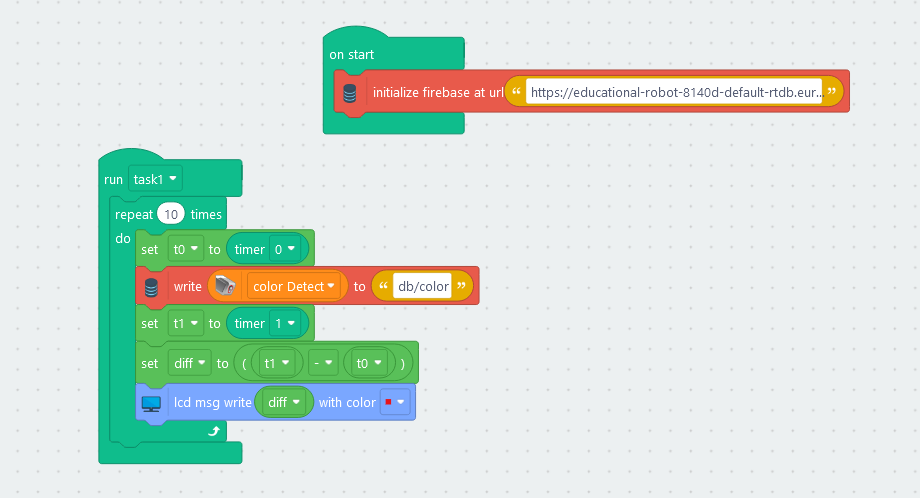 on start
initialize firebase at url “ https://educational-robot-8140d-default-rtdb.eur... ”
run task1
repeat 10 times
do
set t0 to timer 0
write color Detect to “ db/color ”
set t1 to timer 1
set diff to ( t1 - t0 )
lcd msg write diff with color